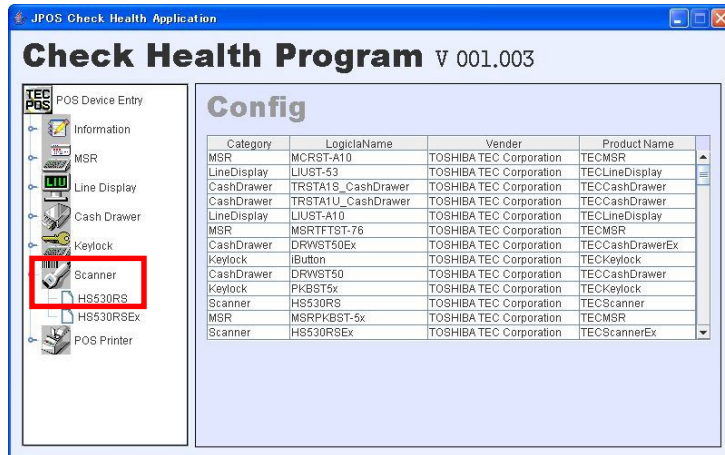 JPOS Check Health Application
Check Health Program V 001.003
TEC POS
POS Device Entry
Information
MSR
Line Display
Cash Drawer
Keylock
Scanner
HS530RS
HS530RSEx
POS Printer
Config
Category LogiclaName Vender Product Name
MSR MCRST-A10 TOSHIBA TEC Corporation TECMSR
LineDisplay LIUST-53 TOSHIBA TEC Corporation TECLineDisplay
CashDrawer TRSTA1S_CashDrawer TOSHIBA TEC Corporation TECCashDrawer
CashDrawer TRSTA1U_CashDrawer TOSHIBA TEC Corporation TECCashDrawer
LineDisplay LIUST-A10 TOSHIBA TEC Corporation TECLineDisplay
MSR MSRTFTST-76 TOSHIBA TEC Corporation TECMSR
CashDrawer DRWST50Ex TOSHIBA TEC Corporation TECCashDrawerEx
Keylock iButton TOSHIBA TEC Corporation TECKeylock
CashDrawer DRWST50 TOSHIBA TEC Corporation TECCashDrawer
Keylock PKBST5x TOSHIBA TEC Corporation TECKeylock
Scanner HS530RS TOSHIBA TEC Corporation TECScanner
MSR MSRPKBST-5x TOSHIBA TEC Corporation TECMSR
Scanner HS530RSEx TOSHIBA TEC Corporation TECScannerEx